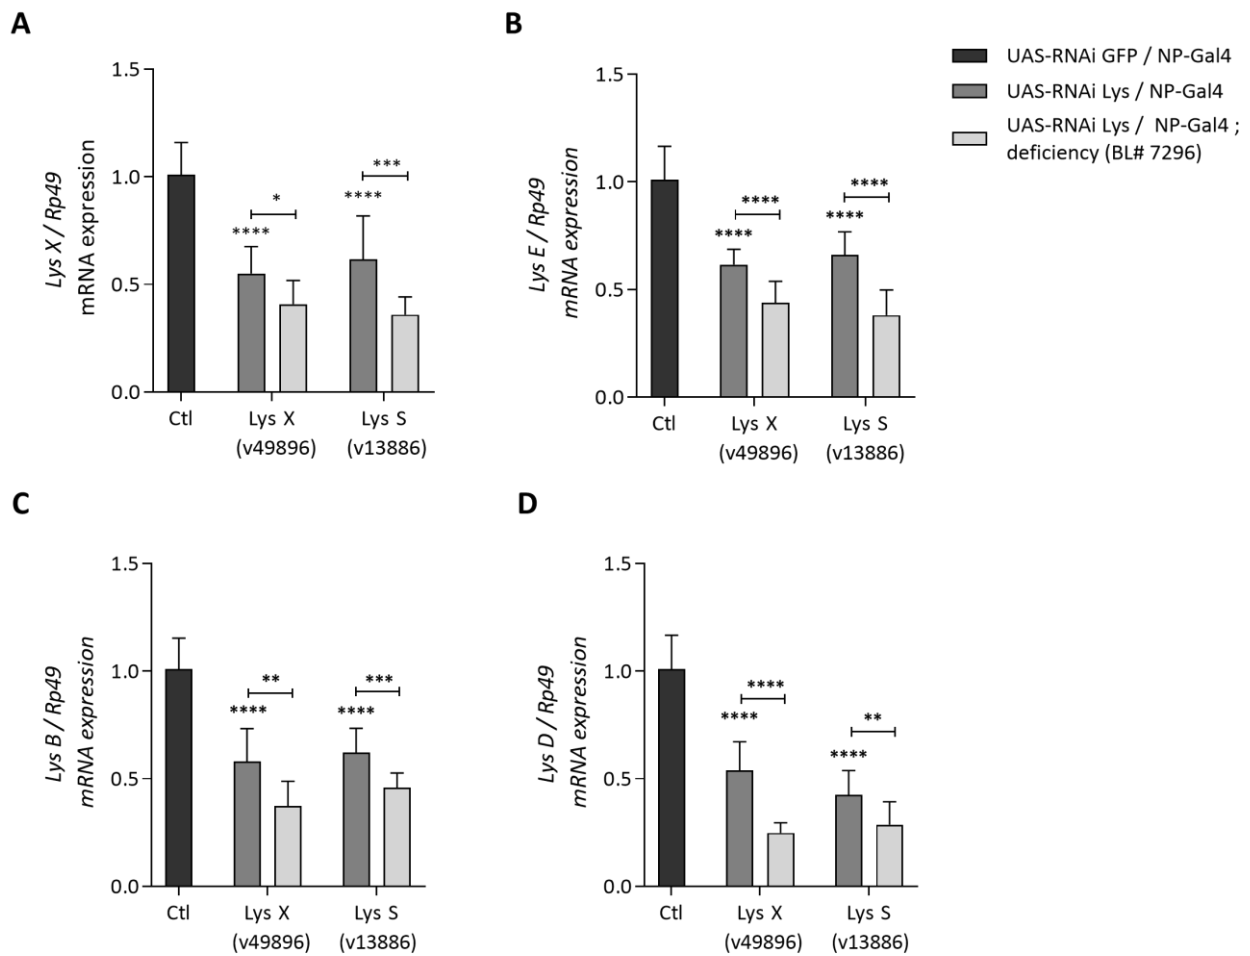 A
Lys X / Rp49
mRNA expression
1.5
1.0
0.5
0.0
****
*
****
***
Ctl
Lys X
(v49896)
Lys S
(v13886)
B
Lys E / Rp49
mRNA expression
1.5
1.0
0.5
0.0
****
****
****
****
Ctl
Lys X
(v49896)
Lys S
(v13886)
UAS-RNAi GFP / NP-Gal4
UAS-RNAi Lys / NP-Gal4
UAS-RNAi Lys / NP-Gal4 ;
deficiency (BL# 7296)
C
Lys B / Rp49
mRNA expression
1.5
1.0
0.5
0.0
****
**
****
***
Ctl
Lys X
(v49896)
Lys S
(v13886)
D
Lys D / Rp49
mRNA expression
1.5
1.0
0.5
0.0
****
****
****
**
Ctl
Lys X
(v49896)
Lys S
(v13886)